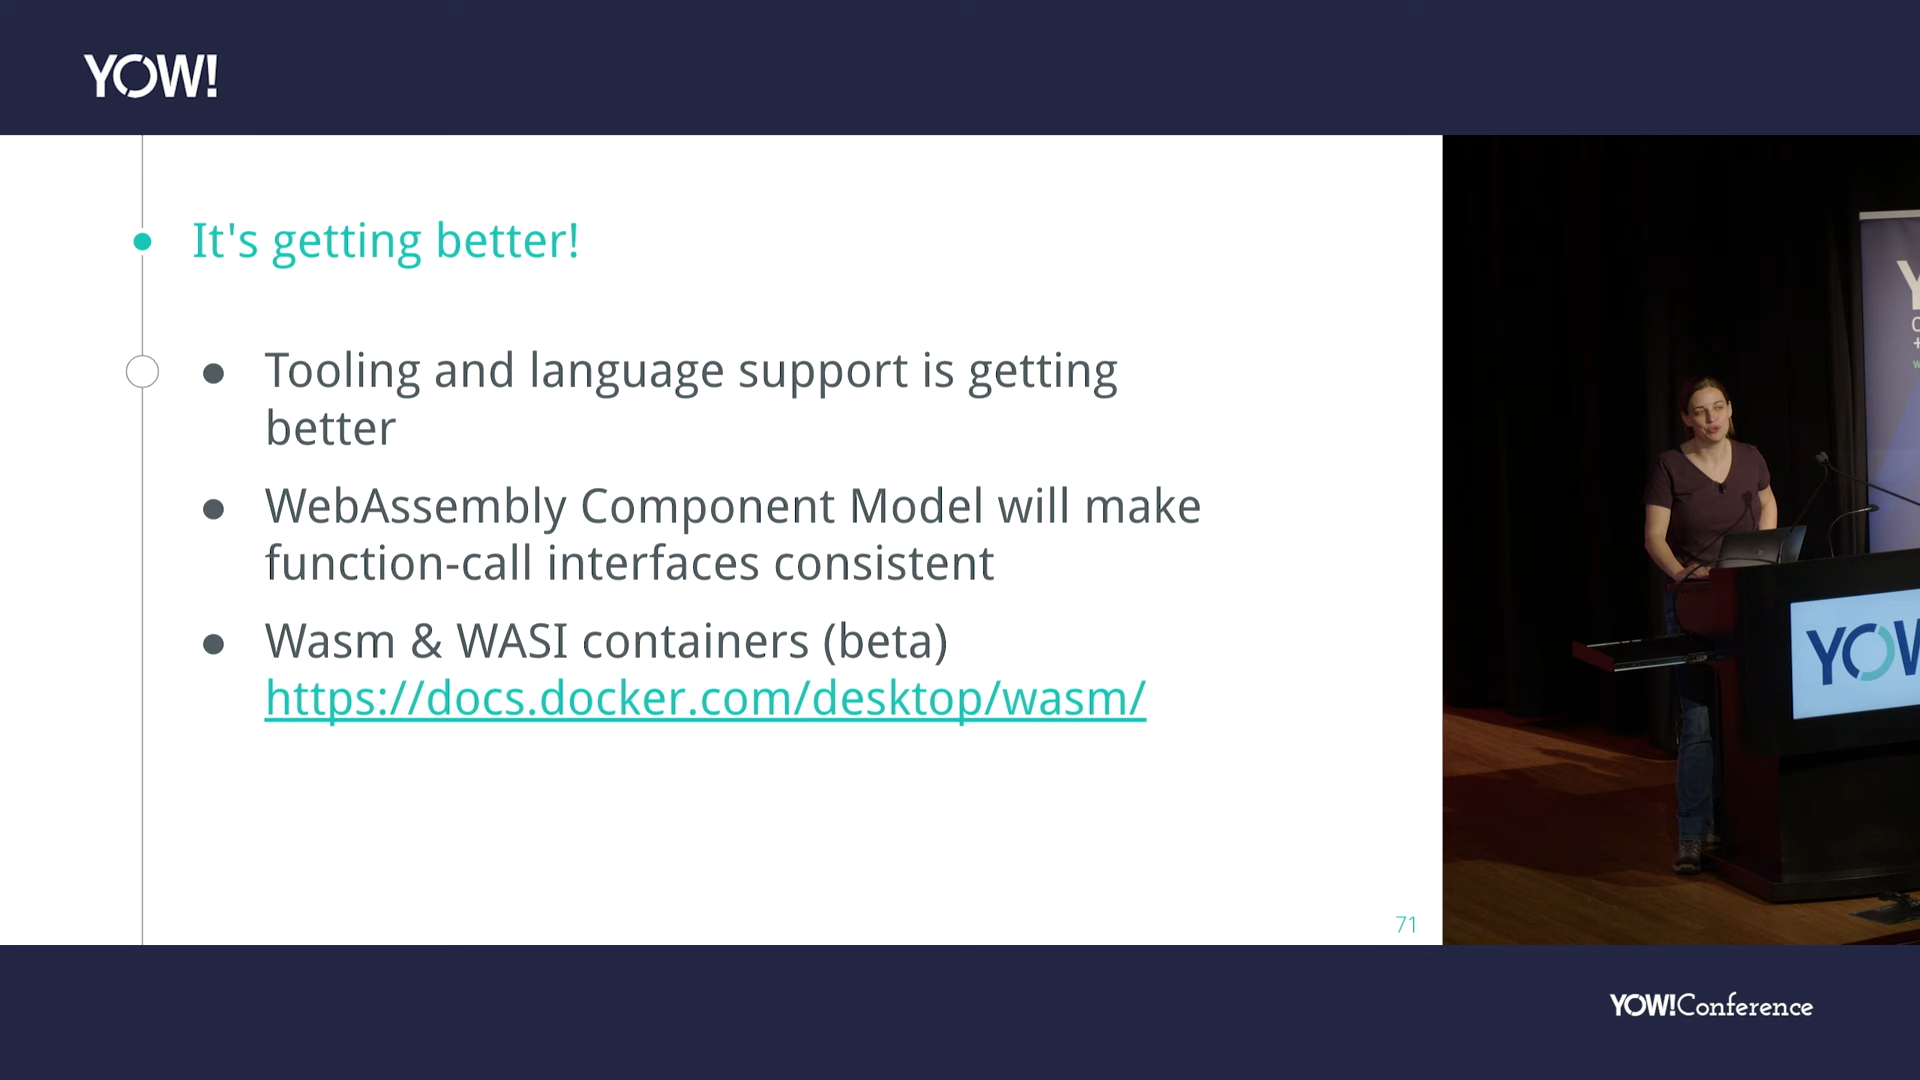 YOW!
It's getting better!
Tooling and language support is getting
better
WebAssembly Component Model will make
function-call interfaces consistent
Wasm & WASI containers (beta)
https://docs.docker.com/desktop/wasm/
71
YOW!Conference